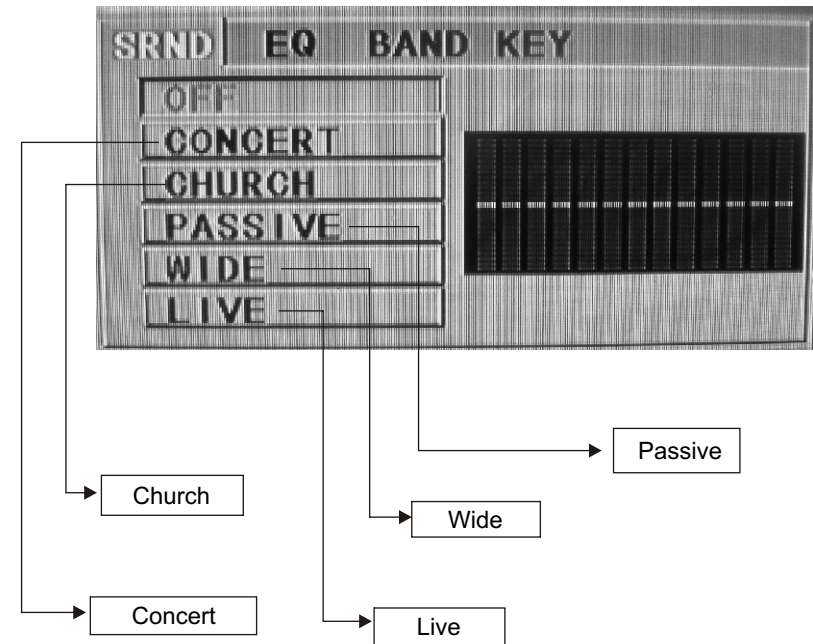 SRND EQ BAND KEY
OFF
CONCERT
CHURCH
PASSIVE
WIDE
LIVE
Passive
Church
Wide
Concert
Live